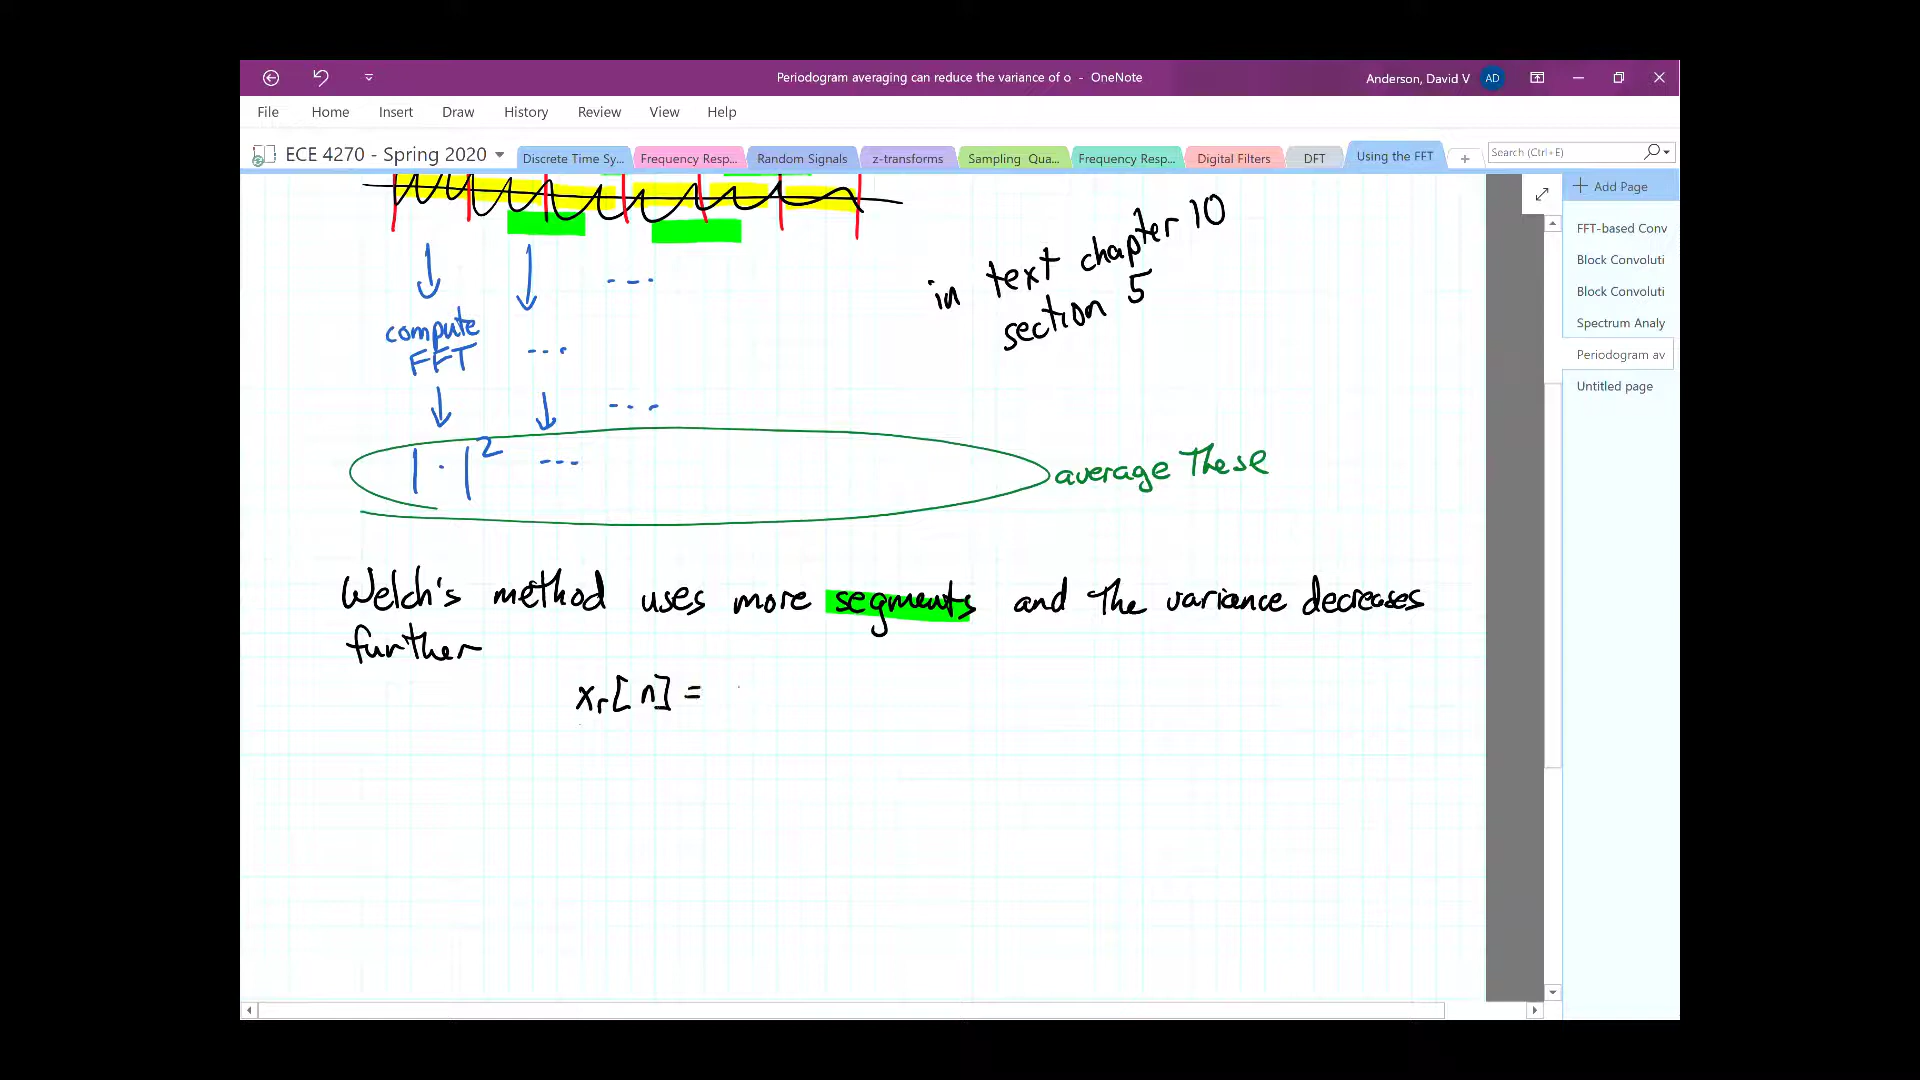 Periodogram averaging can reduce the variance of o - OneNote
Anderson, David V AD
File Home Insert Draw History Review View Help
ECE 4270 - Spring 2020
Discrete Time Sy... Frequency Resp... Random Signals z-transforms Sampling Qua... Frequency Resp... Digital Filters DFT Using the FFT +
Search (Ctrl+E)
+ Add Page
FFT-based Conv
Block Convoluti
Block Convoluti
Spectrum Analy
Periodogram av
Untitled page
in text chapter 10
section 5
---
compute
FFT ---
---
| · |² ---
average These
Welch's method uses more segments and the variance decreases
further
xᵣ[n] =